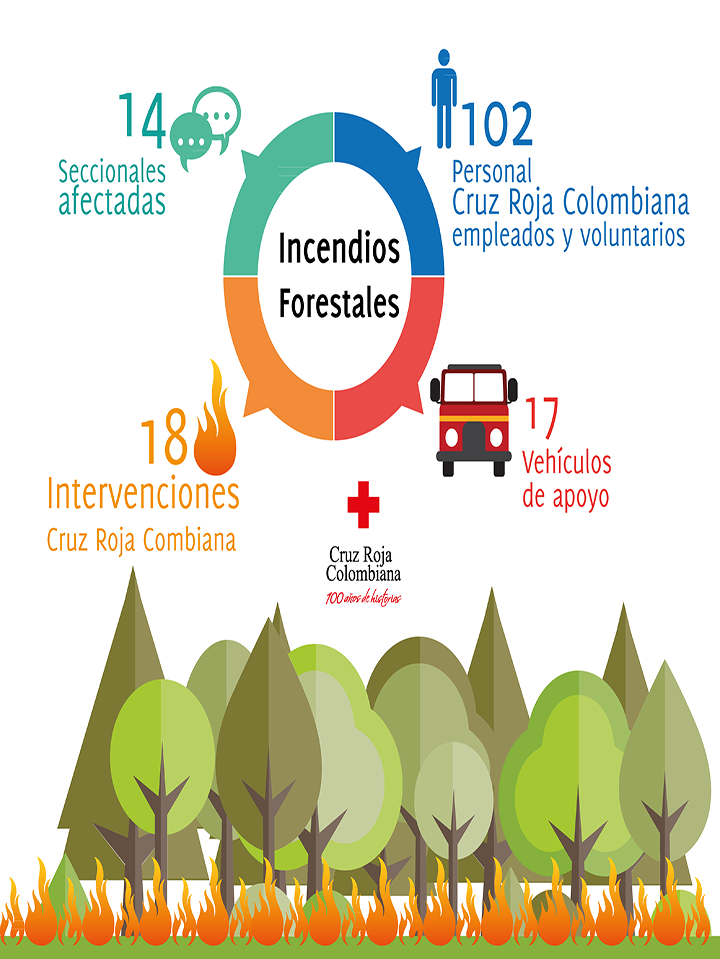 14
Seccionales
afectadas
102
Personal
Cruz Roja Colombiana
empleados y voluntarios
Incendios
Forestales
18
Intervenciones
Cruz Roja Combiana
17
Vehículos
de apoyo
Cruz Roja
Colombiana
100 años de historias